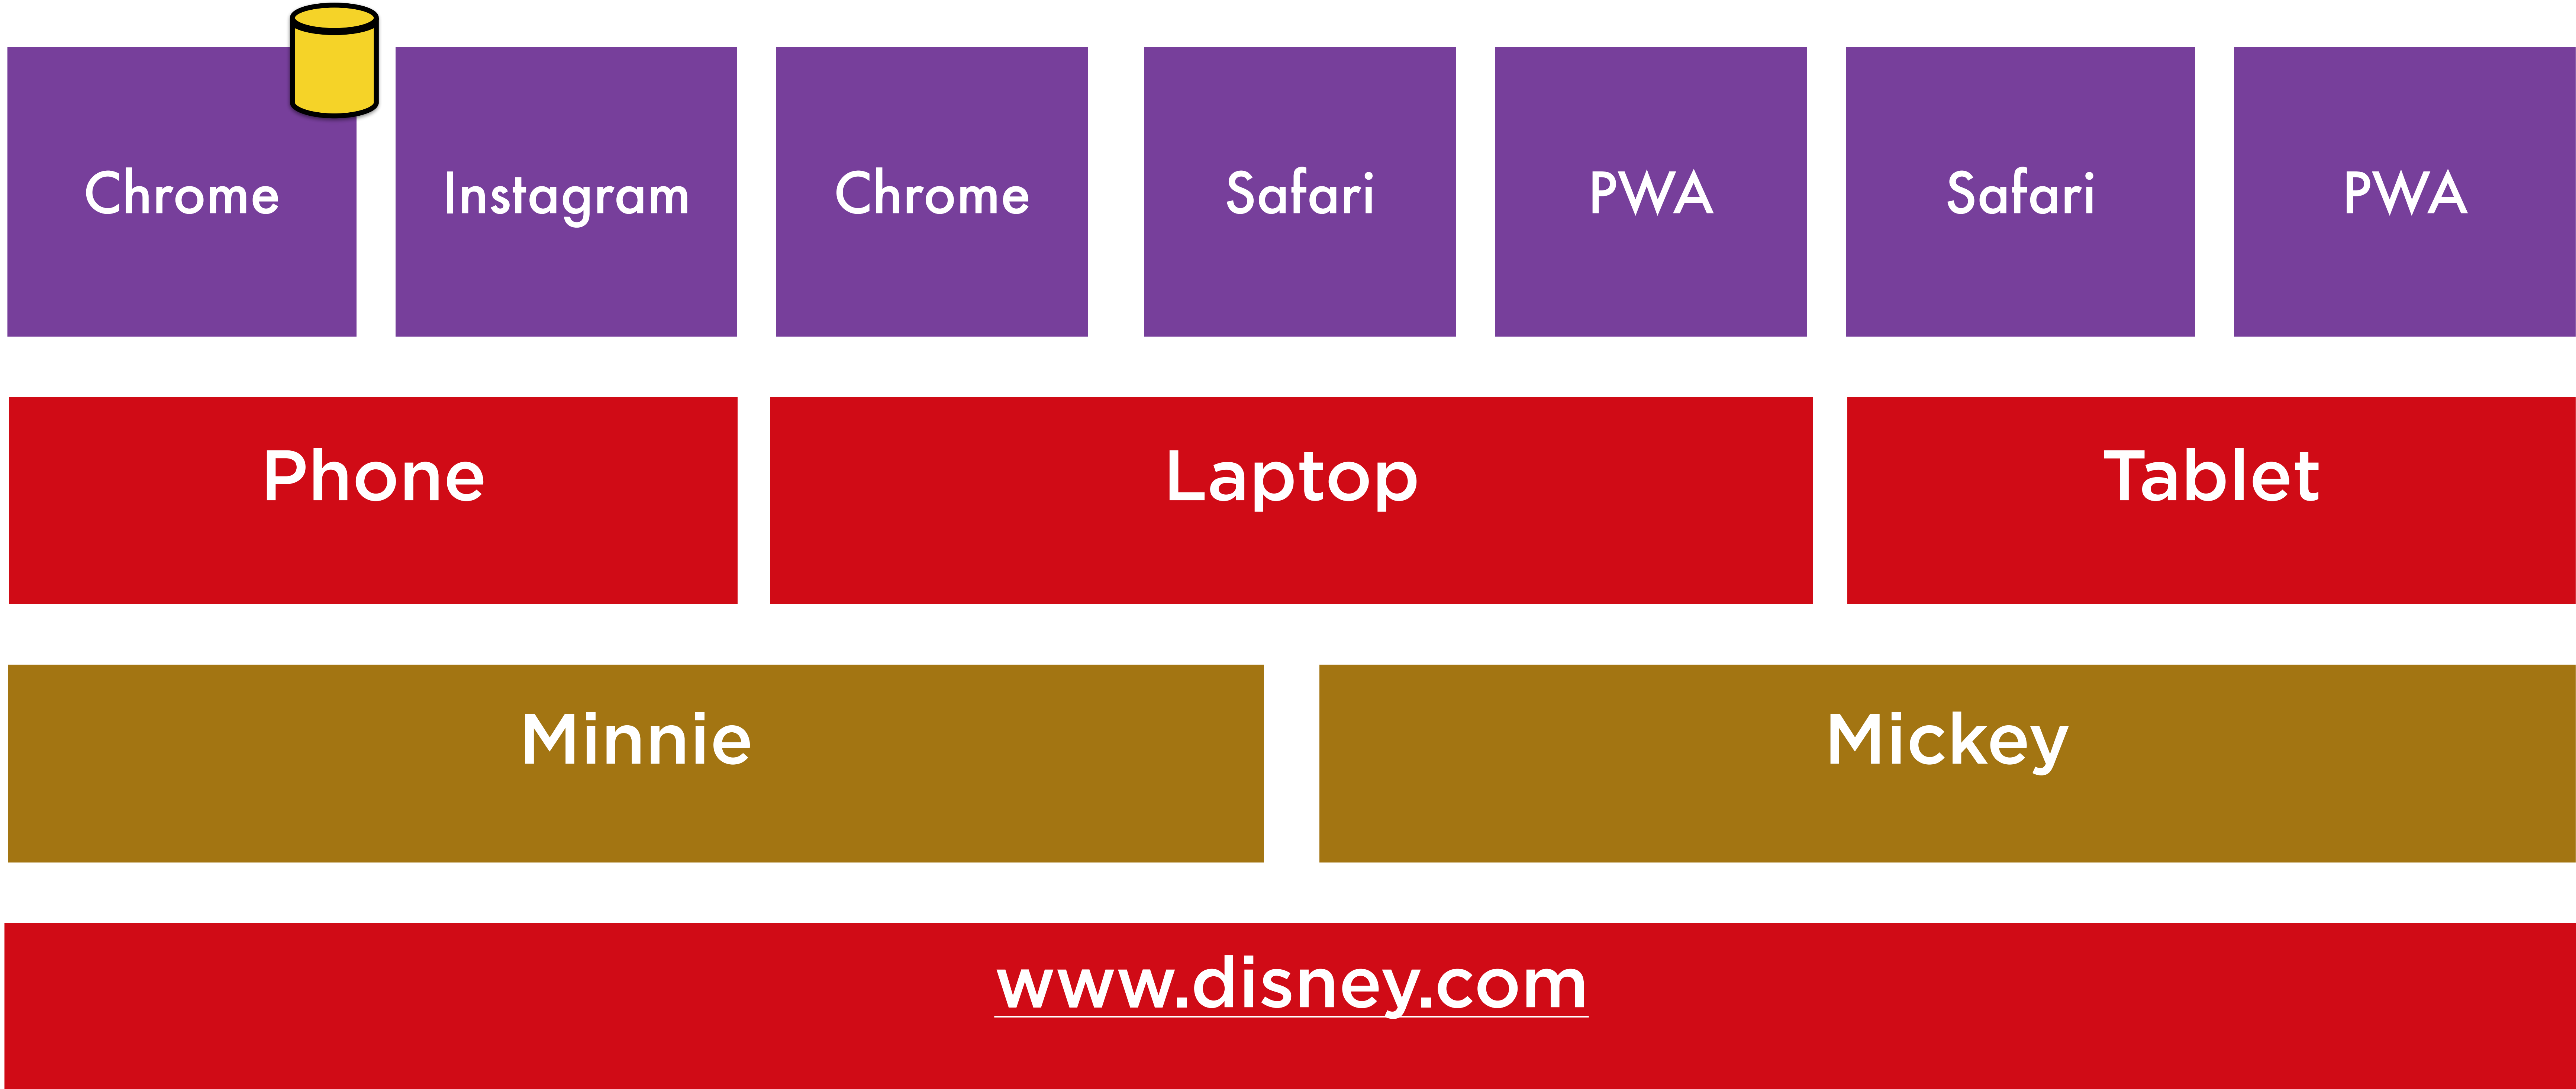 Chrome
Instagram
Chrome
Safari
PWA
Safari
PWA
Phone
Laptop
Tablet
Minnie
Mickey
www.disney.com